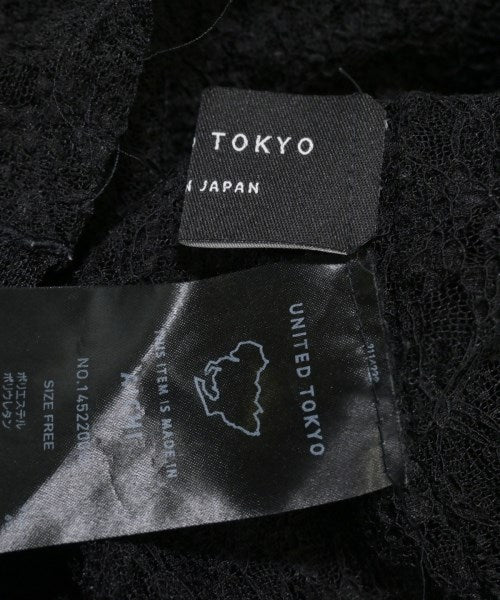 D TOKYO
N JAPAN
UNITED TOKYO
THIS ITEM IS MADE IN
NO.1452200
SIZE FREE
ポリエステル
ポリウレタン